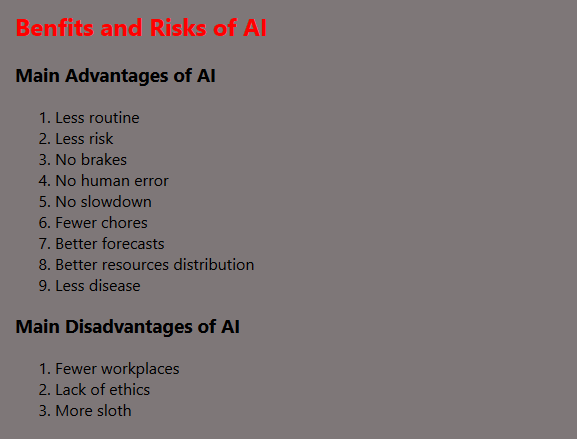 Benfits and Risks of AI
Main Advantages of AI
1. Less routine
2. Less risk
3. No brakes
4. No human error
5. No slowdown
6. Fewer chores
7. Better forecasts
8. Better resources distribution
9. Less disease
Main Disadvantages of AI
1. Fewer workplaces
2. Lack of ethics
3. More sloth